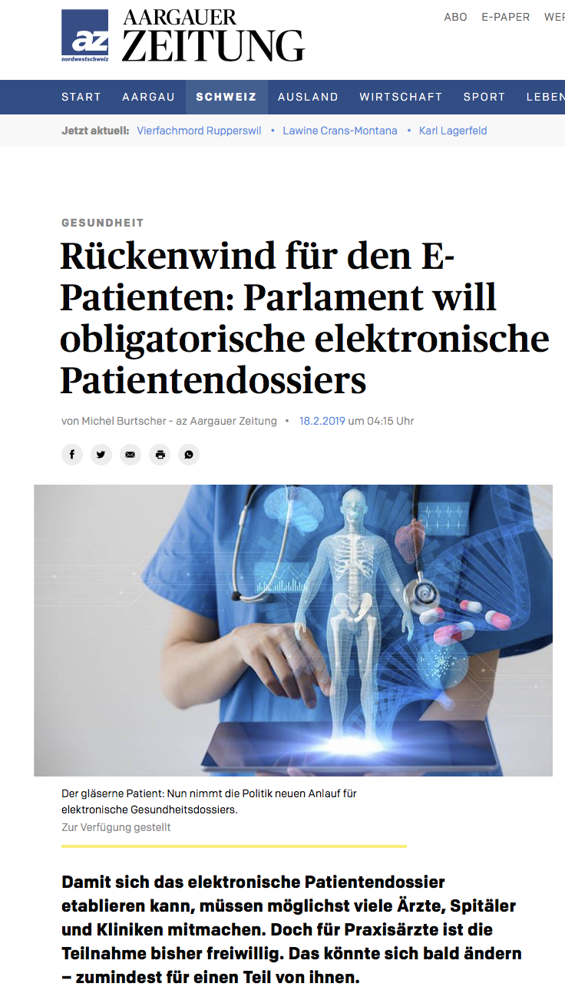 az
nordwestschweiz
AARGAUER
ZEITUNG
ABO E-PAPER WER
START AARGAU SCHWEIZ AUSLAND WIRTSCHAFT SPORT LEBEN
Jetzt aktuell: Vierfachmord Rupperswil • Lawine Crans-Montana • Karl Lagerfeld
GESUNDHEIT
Rückenwind für den E-
Patienten: Parlament will
obligatorische elektronische
Patientendossiers
von Michel Burtscher - az Aargauer Zeitung • 18.2.2019 um 04:15 Uhr
Der gläserne Patient: Nun nimmt die Politik neuen Anlauf für
elektronische Gesundheitsdossiers.
Zur Verfügung gestellt
Damit sich das elektronische Patientendossier
etablieren kann, müssen möglichst viele Ärzte, Spitäler
und Kliniken mitmachen. Doch für Praxisärzte ist die
Teilnahme bisher freiwillig. Das könnte sich bald ändern
– zumindest für einen Teil von ihnen.